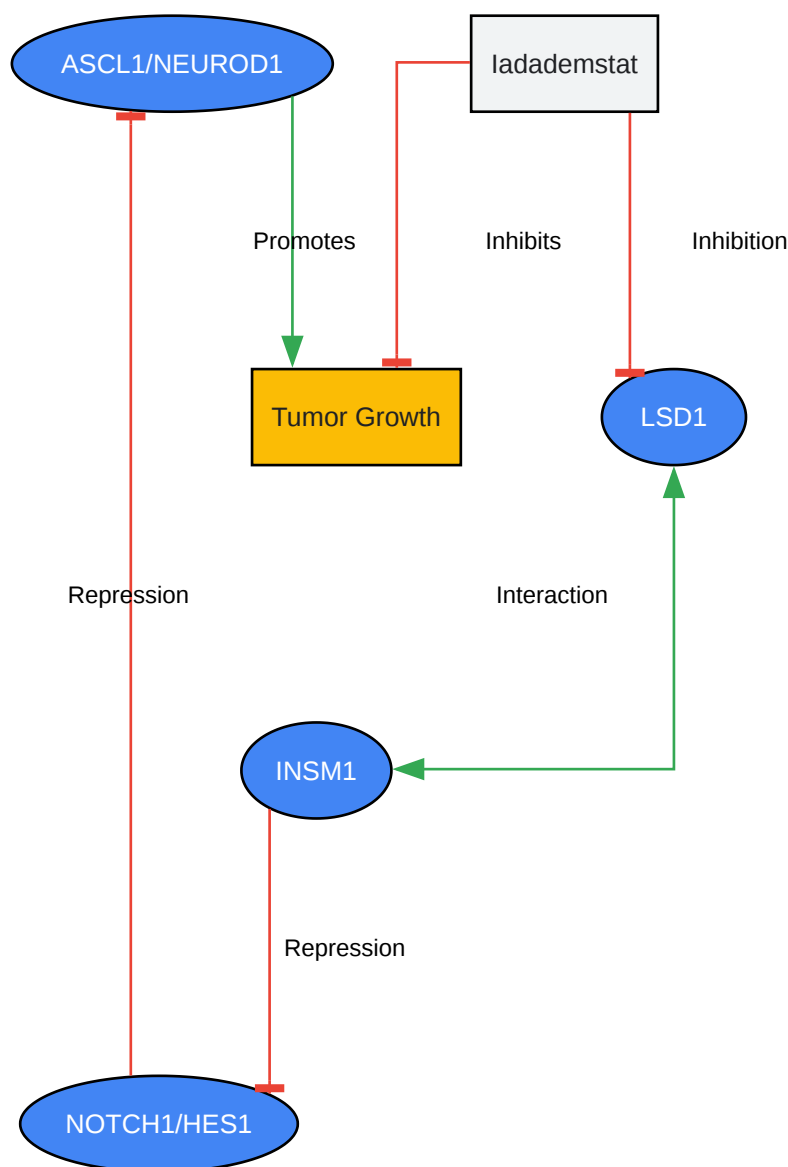 ASCL1/NEUROD1
Iadademstat
Promotes
Inhibits
Inhibition
Tumor Growth
LSD1
Repression
Interaction
INSM1
Repression
NOTCH1/HES1